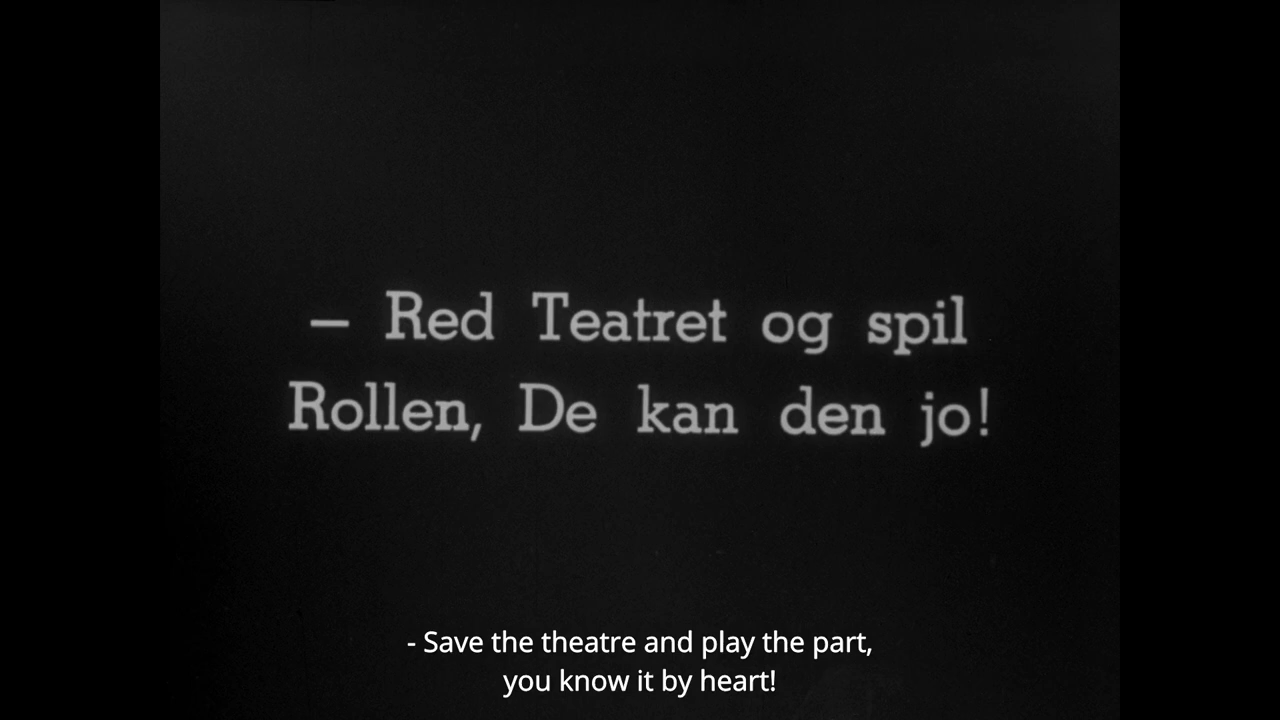 — Red Teatret og spil
Rollen, De kan den jo!
- Save the theatre and play the part,
you know it by heart!